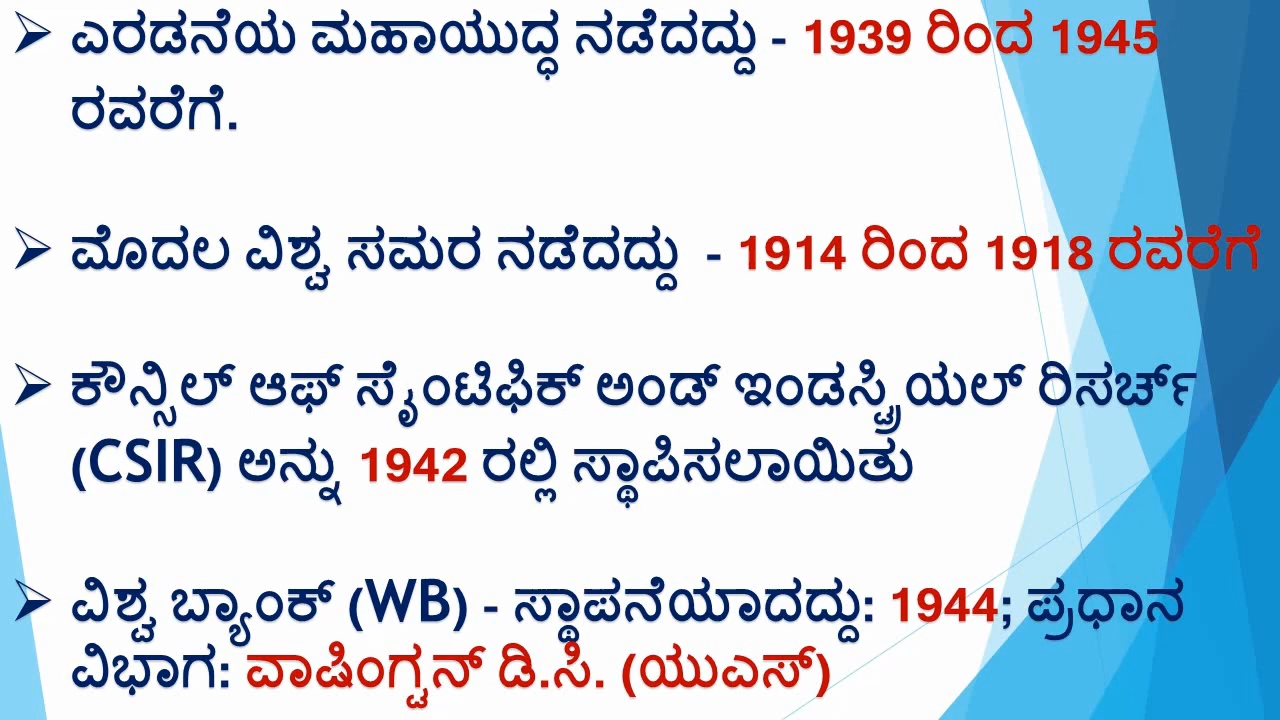 ➢ ಎರಡನೆಯ ಮಹಾಯುದ್ಧ ನಡೆದದ್ದು - 1939 ರಿಂದ 1945
ರವರೆಗೆ.
➢ ಮೊದಲ ವಿಶ್ವ ಸಮರ ನಡೆದದ್ದು - 1914 ರಿಂದ 1918 ರವರೆಗೆ
➢ ಕೌನ್ಸಿಲ್ ಆಫ್ ಸೈಂಟಿಫಿಕ್ ಅಂಡ್ ಇಂಡಸ್ಟ್ರಿಯಲ್ ರಿಸರ್ಚ್
(CSIR) ಅನ್ನು 1942 ರಲ್ಲಿ ಸ್ಥಾಪಿಸಲಾಯಿತು
➢ ವಿಶ್ವ ಬ್ಯಾಂಕ್ (WB) - ಸ್ಥಾಪನೆಯಾದದ್ದು: 1944; ಪ್ರಧಾನ
ವಿಭಾಗ: ವಾಷಿಂಗ್ಟನ್ ಡಿ.ಸಿ. (ಯುಎಸ್)